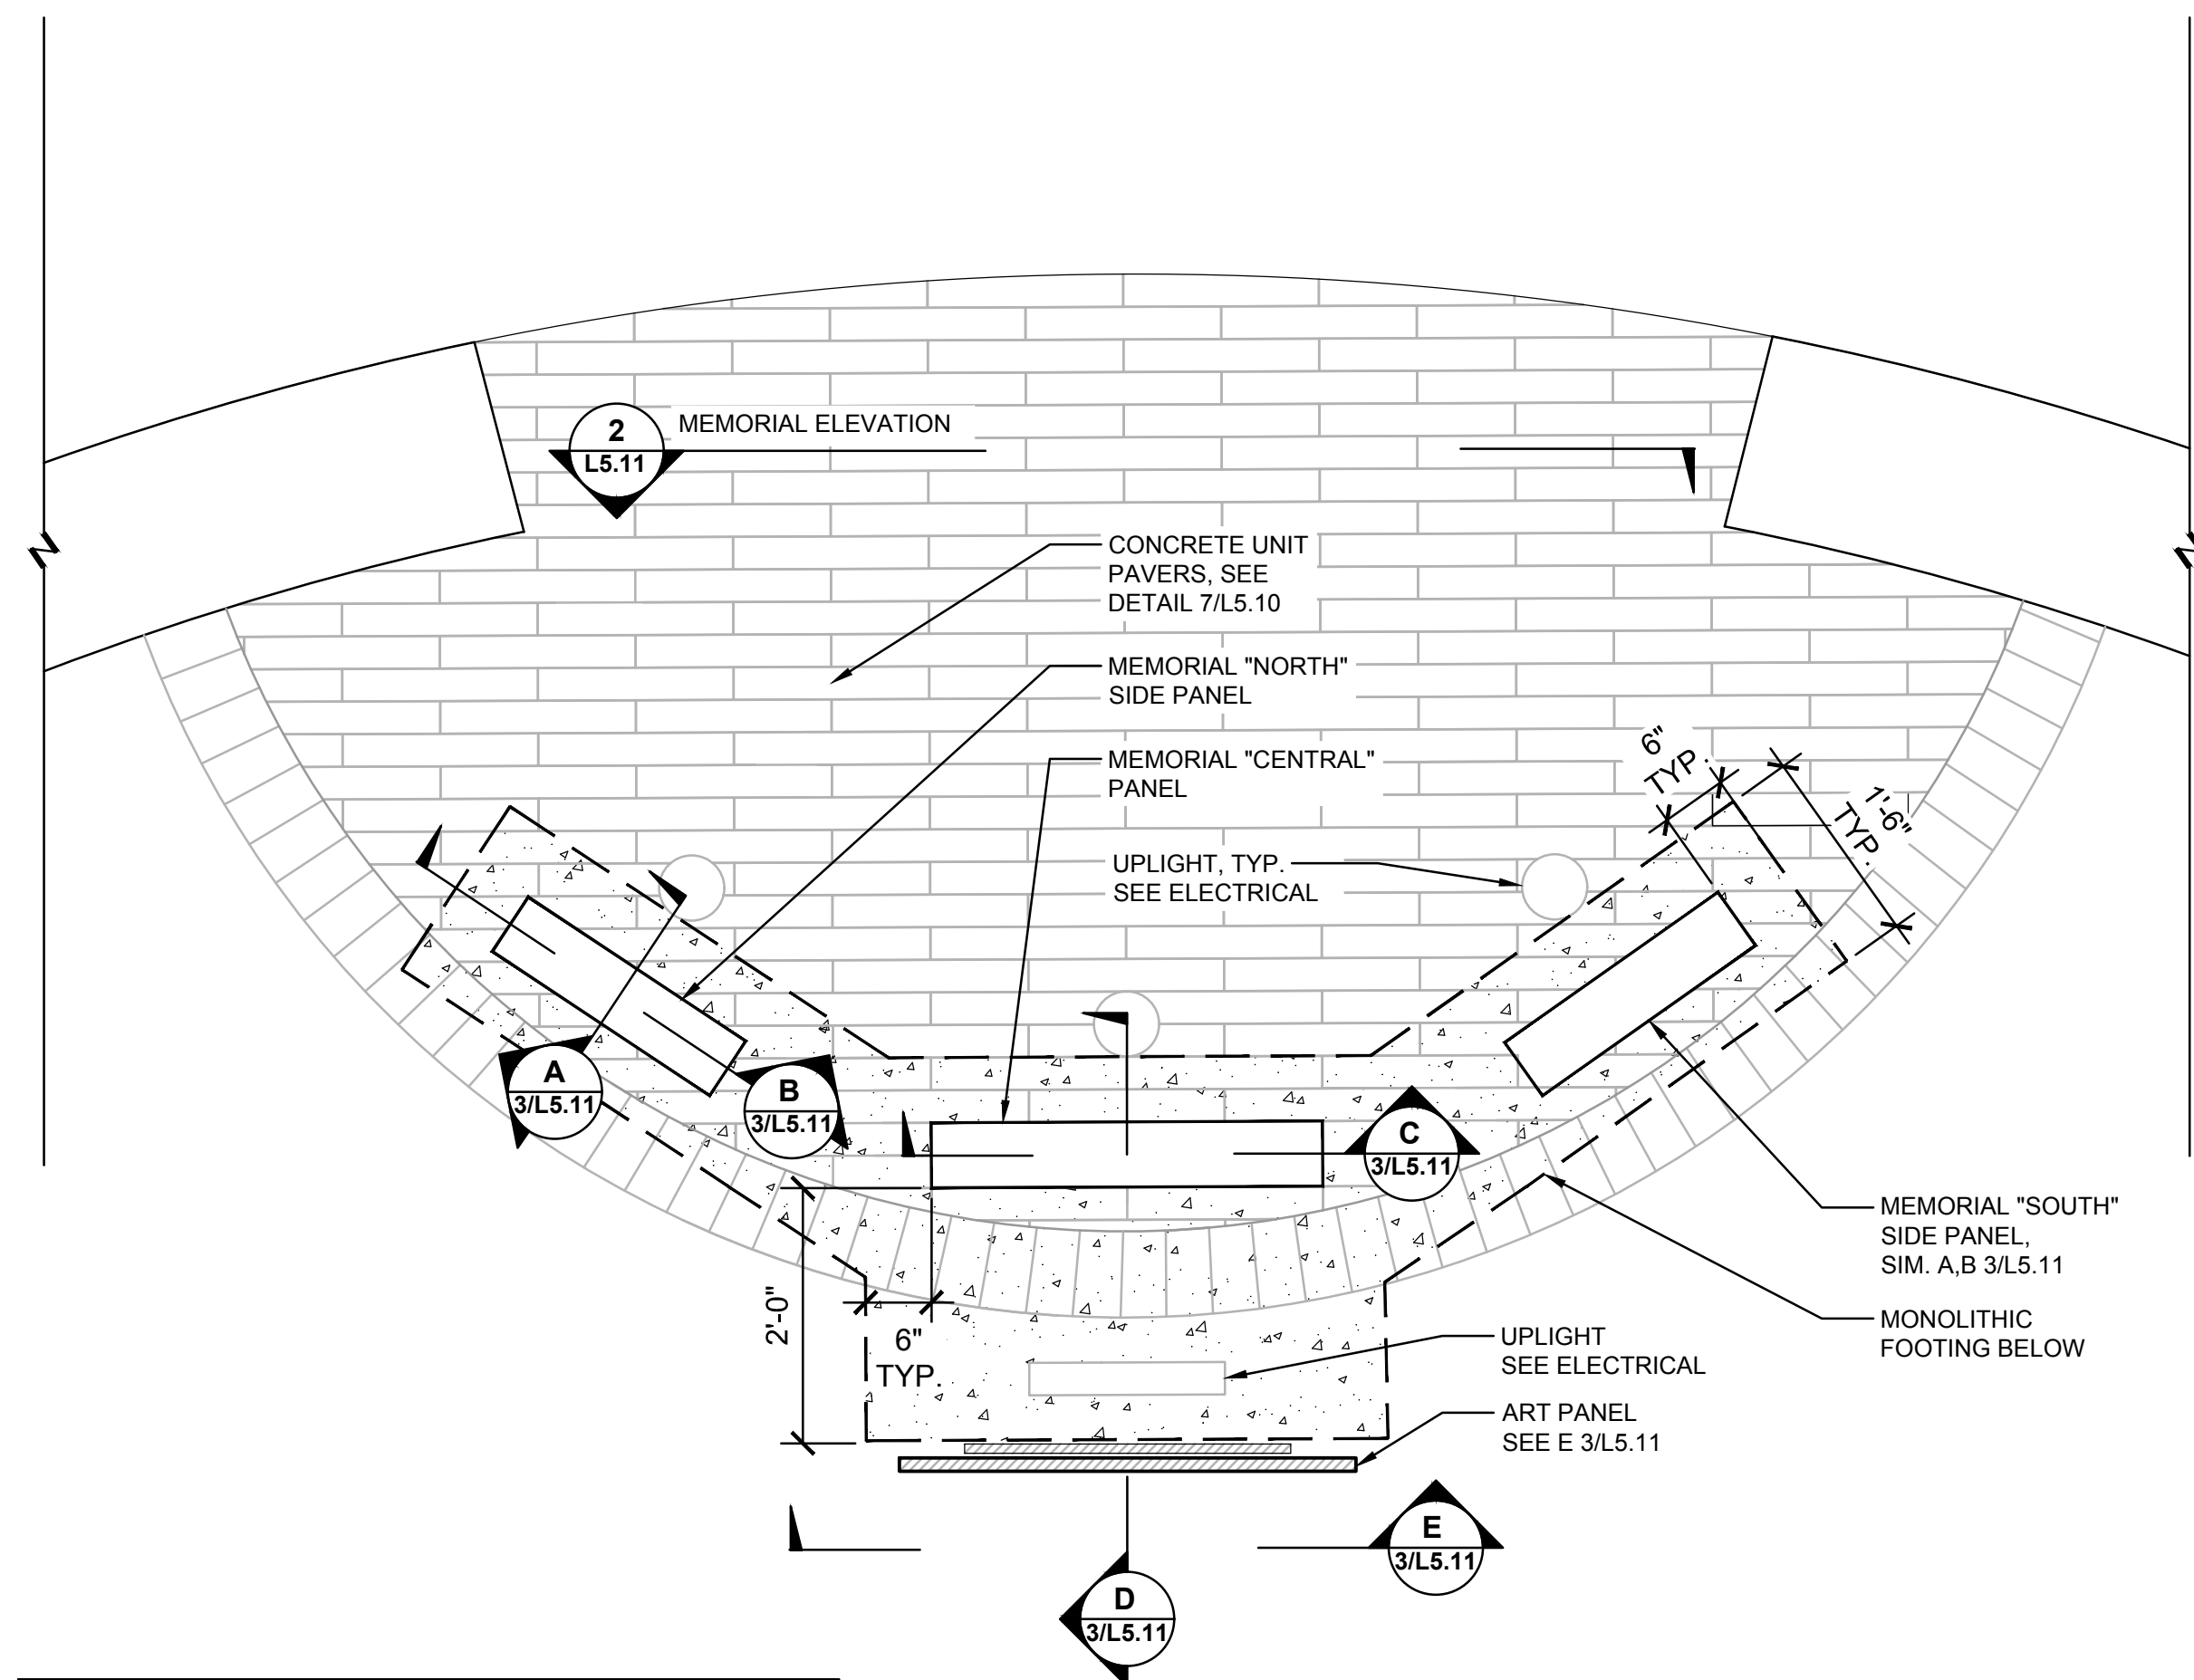 2
L5.11
MEMORIAL ELEVATION
CONCRETE UNIT
PAVERS, SEE
DETAIL 7/L5.10
MEMORIAL "NORTH"
SIDE PANEL
MEMORIAL "CENTRAL"
PANEL
6"
TYP.
1'-6"
TYP.
UPLIGHT, TYP.
SEE ELECTRICAL
A
3/L5.11
B
3/L5.11
C
3/L5.11
MEMORIAL "SOUTH"
SIDE PANEL,
SIM. A,B 3/L5.11
MONOLITHIC
FOOTING BELOW
2'-0"
6"
TYP.
UPLIGHT
SEE ELECTRICAL
ART PANEL
SEE E 3/L5.11
E
3/L5.11
D
3/L5.11